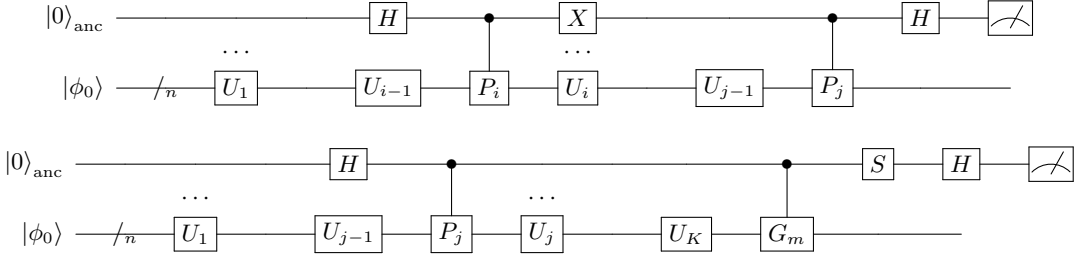 |0⟩anc H X H
... ...
|ϕ0⟩ /n U1 Ui−1 Pi Ui Uj−1 Pj
|0⟩anc H S H
... ...
|ϕ0⟩ /n U1 Uj−1 Pj Uj UK Gm